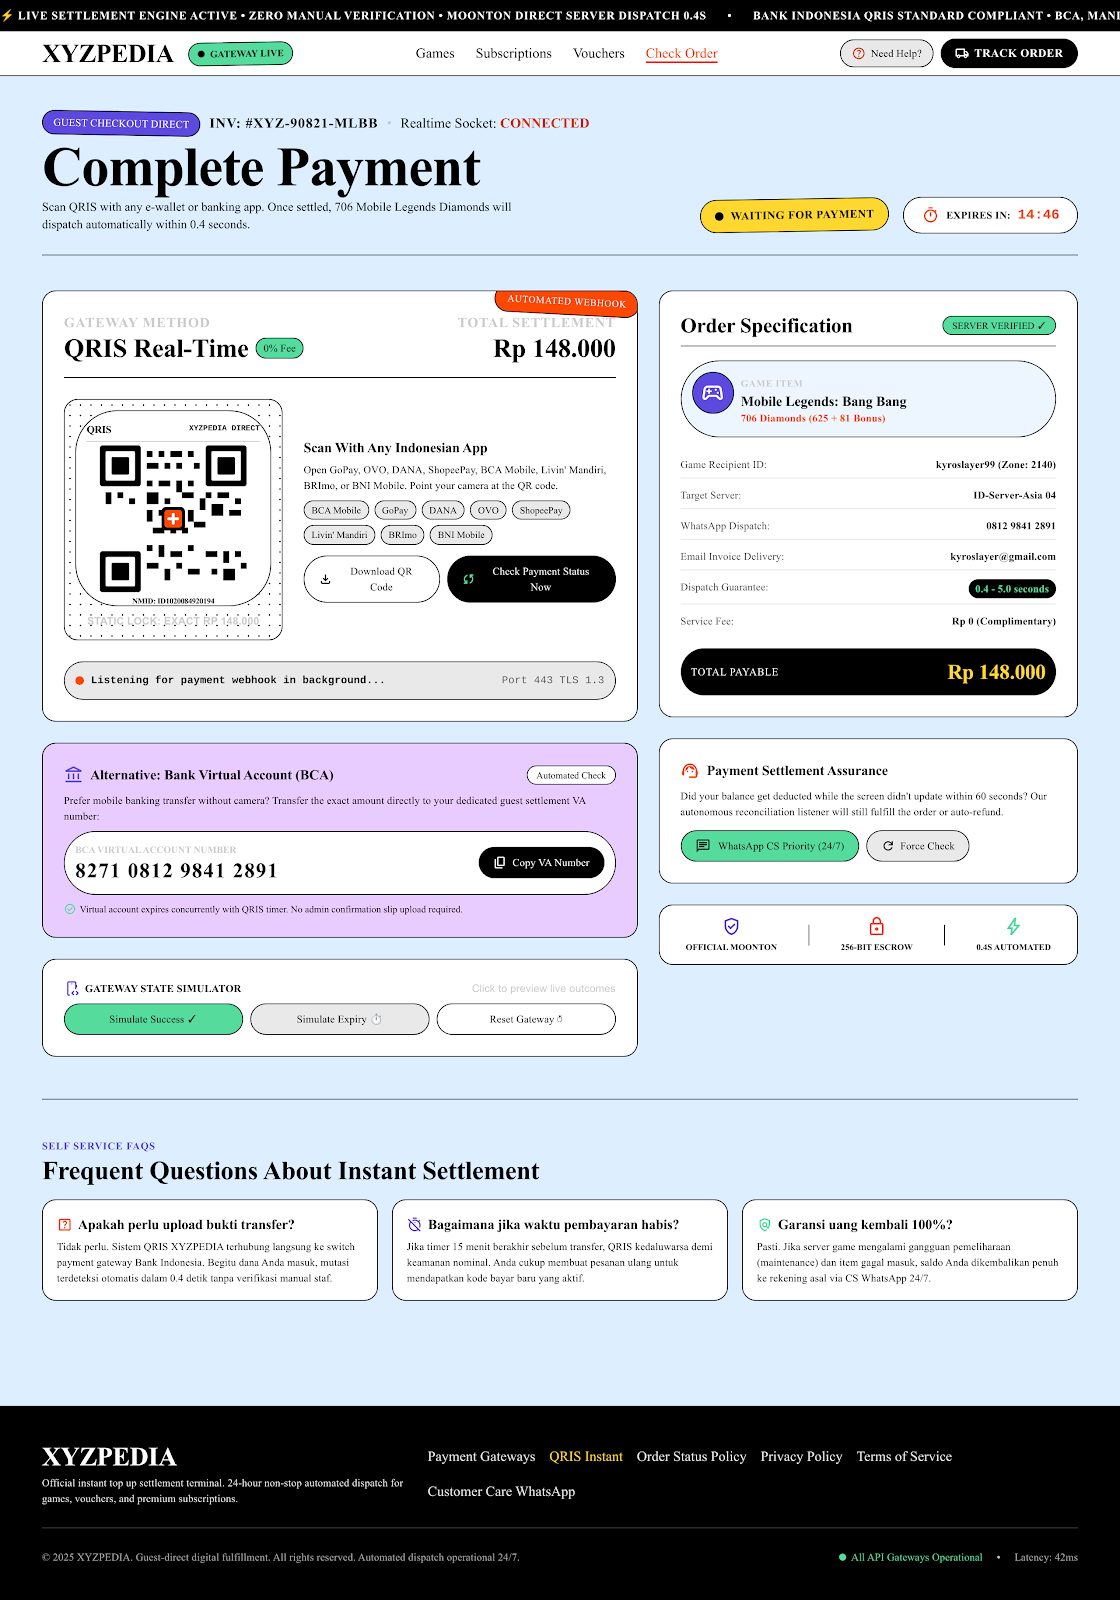 ⚡ LIVE SETTLEMENT ENGINE ACTIVE • ZERO MANUAL VERIFICATION • MOONTON DIRECT SERVER DISPATCH 0.4S • BANK INDONESIA QRIS STANDARD COMPLIANT • BCA,
XYZPEDIA
GATEWAY LIVE
Games Subscriptions Vouchers Check Order
Need Help?
TRACK ORDER
GUEST CHECKOUT DIRECT INV: #XYZ-90821-MLBB • Realtime Socket: CONNECTED
Complete Payment
Scan QRIS with any e-wallet or banking app. Once settled, 706 Mobile Legends Diamonds will
dispatch automatically within 0.4 seconds.
WAITING FOR PAYMENT
EXPIRES IN: 14:46
AUTOMATED WEBHOOK
GATEWAY METHOD
TOTAL SETTLEMENT
QRIS Real-Time 0% Fee
Rp 148.000
QRIS XYZPEDIA DIRECT
NMID: ID1020084920194
STATIC LOCK: EXACT RP 148.000
Scan With Any Indonesian App
Open GoPay, OVO, DANA, ShopeePay, BCA Mobile, Livin' Mandiri,
BRImo, or BNI Mobile. Point your camera at the QR code.
BCA Mobile GoPay DANA OVO ShopeePay
Livin' Mandiri BRImo BNI Mobile
Download QR
Code
Check Payment Status
Now
Listening for payment webhook in background... Port 443 TLS 1.3
Alternative: Bank Virtual Account (BCA)
Automated Check
Prefer mobile banking transfer without camera? Transfer the exact amount directly to your dedicated guest settlement VA
number:
BCA VIRTUAL ACCOUNT NUMBER
8271 0812 9841 2891
Copy VA Number
Virtual account expires concurrently with QRIS timer. No admin confirmation slip upload required.
GATEWAY STATE SIMULATOR
Click to preview live outcomes
Simulate Success ✓
Simulate Expiry ⏱
Reset Gateway
Order Specification
SERVER VERIFIED ✓
GAME ITEM
Mobile Legends: Bang Bang
706 Diamonds (625 + 81 Bonus)
Game Recipient ID: kyroslayer99 (Zone: 2140)
Target Server: ID-Server-Asia 04
WhatsApp Dispatch: 0812 9841 2891
Email Invoice Delivery: kyroslayer@gmail.com
Dispatch Guarantee: 0.4 - 5.0 seconds
Service Fee: Rp 0 (Complimentary)
TOTAL PAYABLE Rp 148.000
Payment Settlement Assurance
Did your balance get deducted while the screen didn't update within 60 seconds? Our
autonomous reconciliation listener will still fulfill the order or auto-refund.
WhatsApp CS Priority (24/7)
Force Check
OFFICIAL MOONTON
256-BIT ESCROW
0.4S AUTOMATED
SELF SERVICE FAQS
Frequent Questions About Instant Settlement
Apakah perlu upload bukti transfer?
Tidak perlu. Sistem QRIS XYZPEDIA terhubung langsung ke switch
payment gateway Bank Indonesia. Begitu dana Anda masuk, mutasi
terdeteksi otomatis dalam 0.4 detik tanpa verifikasi manual staf.
Bagaimana jika waktu pembayaran habis?
Jika timer 15 menit berakhir sebelum transfer, QRIS kedaluwarsa demi
keamanan nominal. Anda cukup membuat pesanan ulang untuk
mendapatkan kode bayar baru yang aktif.
Garansi uang kembali 100%?
Pasti. Jika server game mengalami gangguan pemeliharaan
(maintenance) dan item gagal masuk, saldo Anda dikembalikan penuh
ke rekening asal via CS WhatsApp 24/7.
XYZPEDIA
Official instant top up settlement terminal. 24-hour non-stop automated dispatch for
games, vouchers, and premium subscriptions.
Payment Gateways QRIS Instant Order Status Policy Privacy Policy Terms of Service
Customer Care WhatsApp
© 2025 XYZPEDIA. Guest-direct digital fulfillment. All rights reserved. Automated dispatch operational 24/7.
All API Gateways Operational • Latency: 42ms